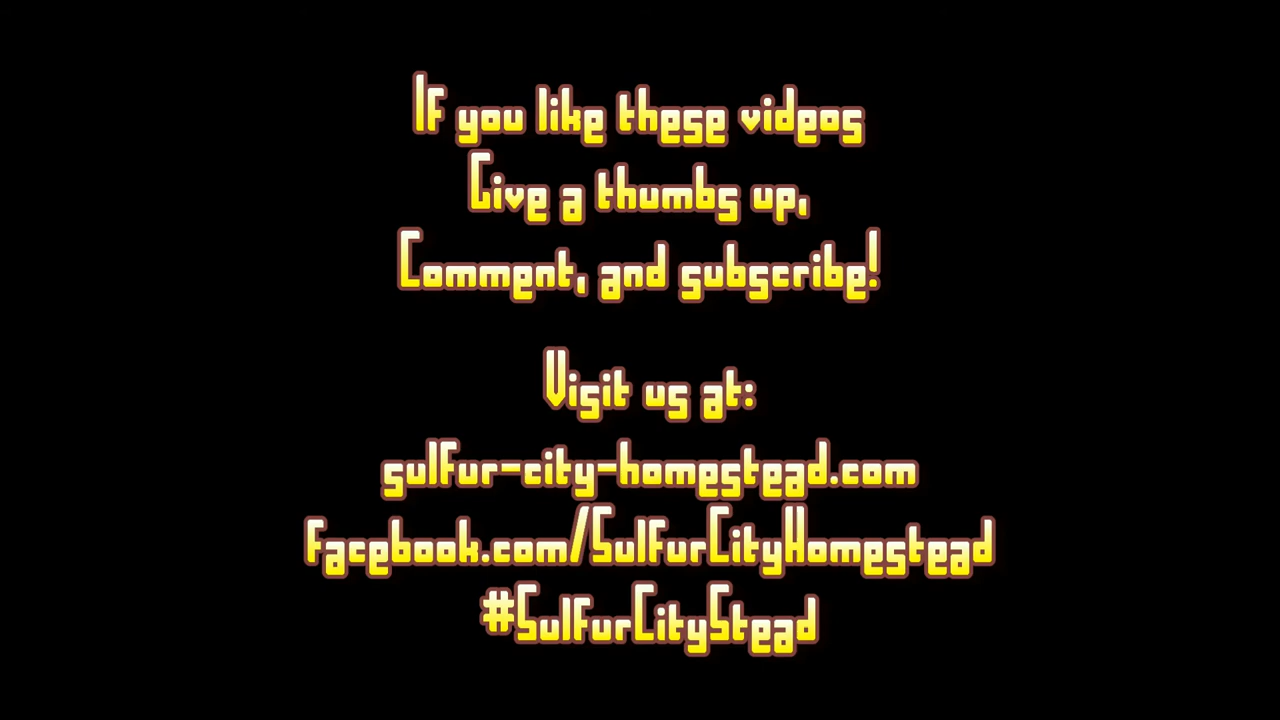 If you like these videos
Give a thumbs up,
Comment, and subscribe!
Visit us at:
sulfur-city-homestead.com
facebook.com/SulfurCityHomestead
#SulfurCityStead